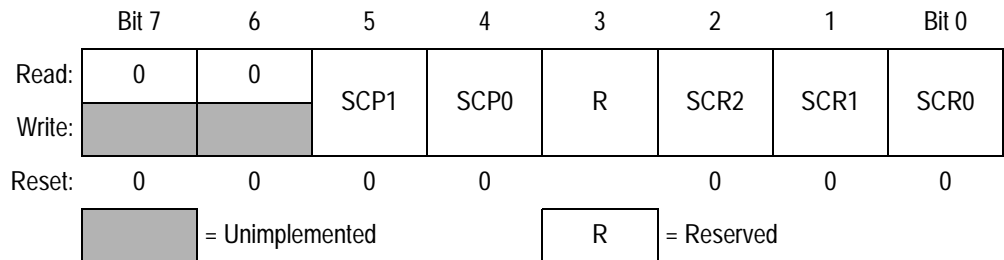 Bit 7 6 5 4 3 2 1 Bit 0
Read: 0 0 SCP1 SCP0 R SCR2 SCR1 SCR0
Write:
Reset: 0 0 0 0 0 0 0
= Unimplemented R = Reserved